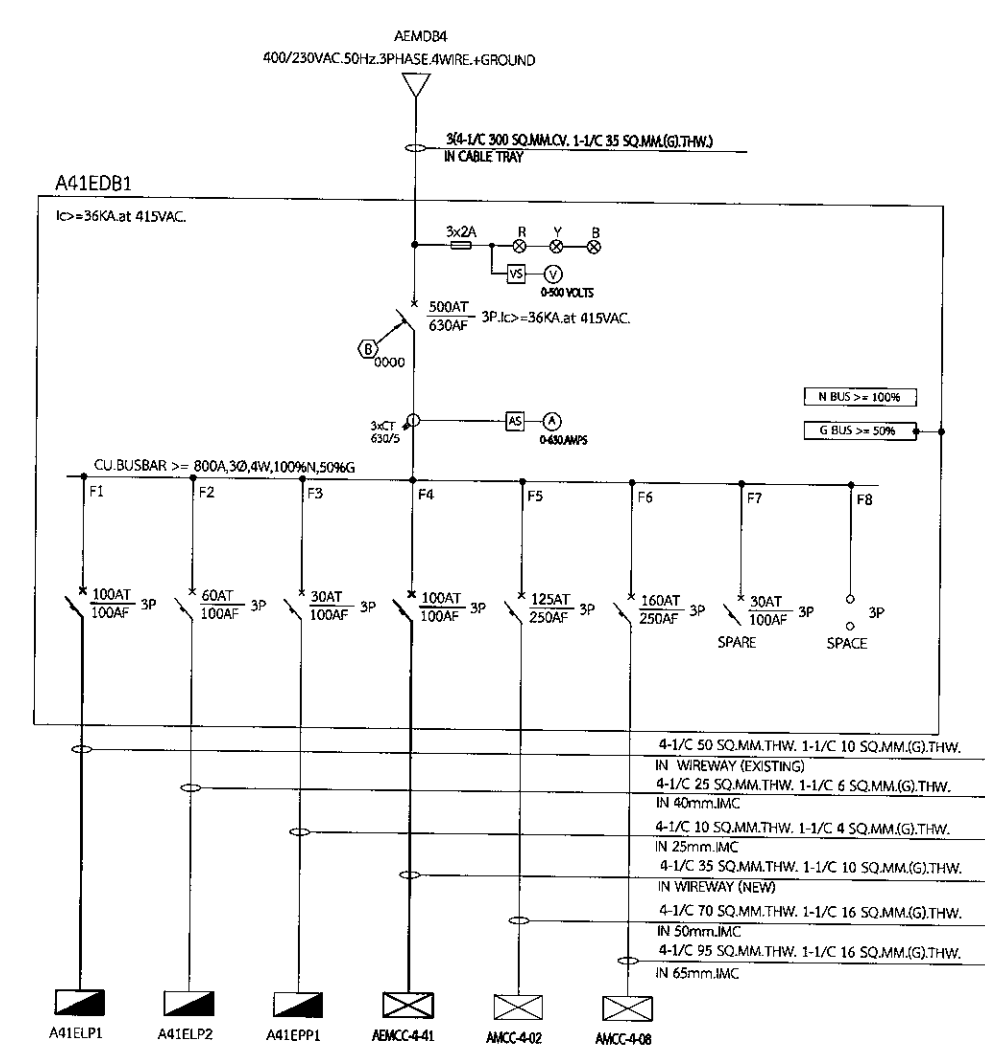 AEMDB4
400/230VAC.50Hz.3PHASE.4WIRE.+GROUND
3(4-1/C 300 SQ.MM.CV. 1-1/C 35 SQ.MM.(G).THW.)
IN CABLE TRAY
A41EDB1
Ic>=36KA.at 415VAC.
3x2A
R
Y
B
VS
V
0-500 VOLTS
500AT
630AF
3P.Ic>=36KA.at 415VAC.
B
0000
N BUS >= 100%
3xCT
630/5
AS
A
0-630.AMPS
G BUS >= 50%
CU.BUSBAR >= 800A,3Ø,4W,100%N,50%G
F1
F2
F3
F4
F5
F6
F7
F8
100AT
100AF
3P
60AT
100AF
3P
30AT
100AF
3P
100AT
100AF
3P
125AT
250AF
3P
160AT
250AF
3P
30AT
100AF
3P
SPARE
3P
SPACE
4-1/C 50 SQ.MM.THW. 1-1/C 10 SQ.MM.(G).THW.
IN WIREWAY (EXISTING)
4-1/C 25 SQ.MM.THW. 1-1/C 6 SQ.MM.(G).THW.
IN 40mm.IMC
4-1/C 10 SQ.MM.THW. 1-1/C 4 SQ.MM.(G).THW.
IN 25mm.IMC
4-1/C 35 SQ.MM.THW. 1-1/C 10 SQ.MM.(G).THW.
IN WIREWAY (NEW)
4-1/C 70 SQ.MM.THW. 1-1/C 16 SQ.MM.(G).THW.
IN 50mm.IMC
4-1/C 95 SQ.MM.THW. 1-1/C 16 SQ.MM.(G).THW.
IN 65mm.IMC
A41ELP1
A41ELP2
A41EPP1
AEMCC-4-41
AMCC-4-02
AMCC-4-08